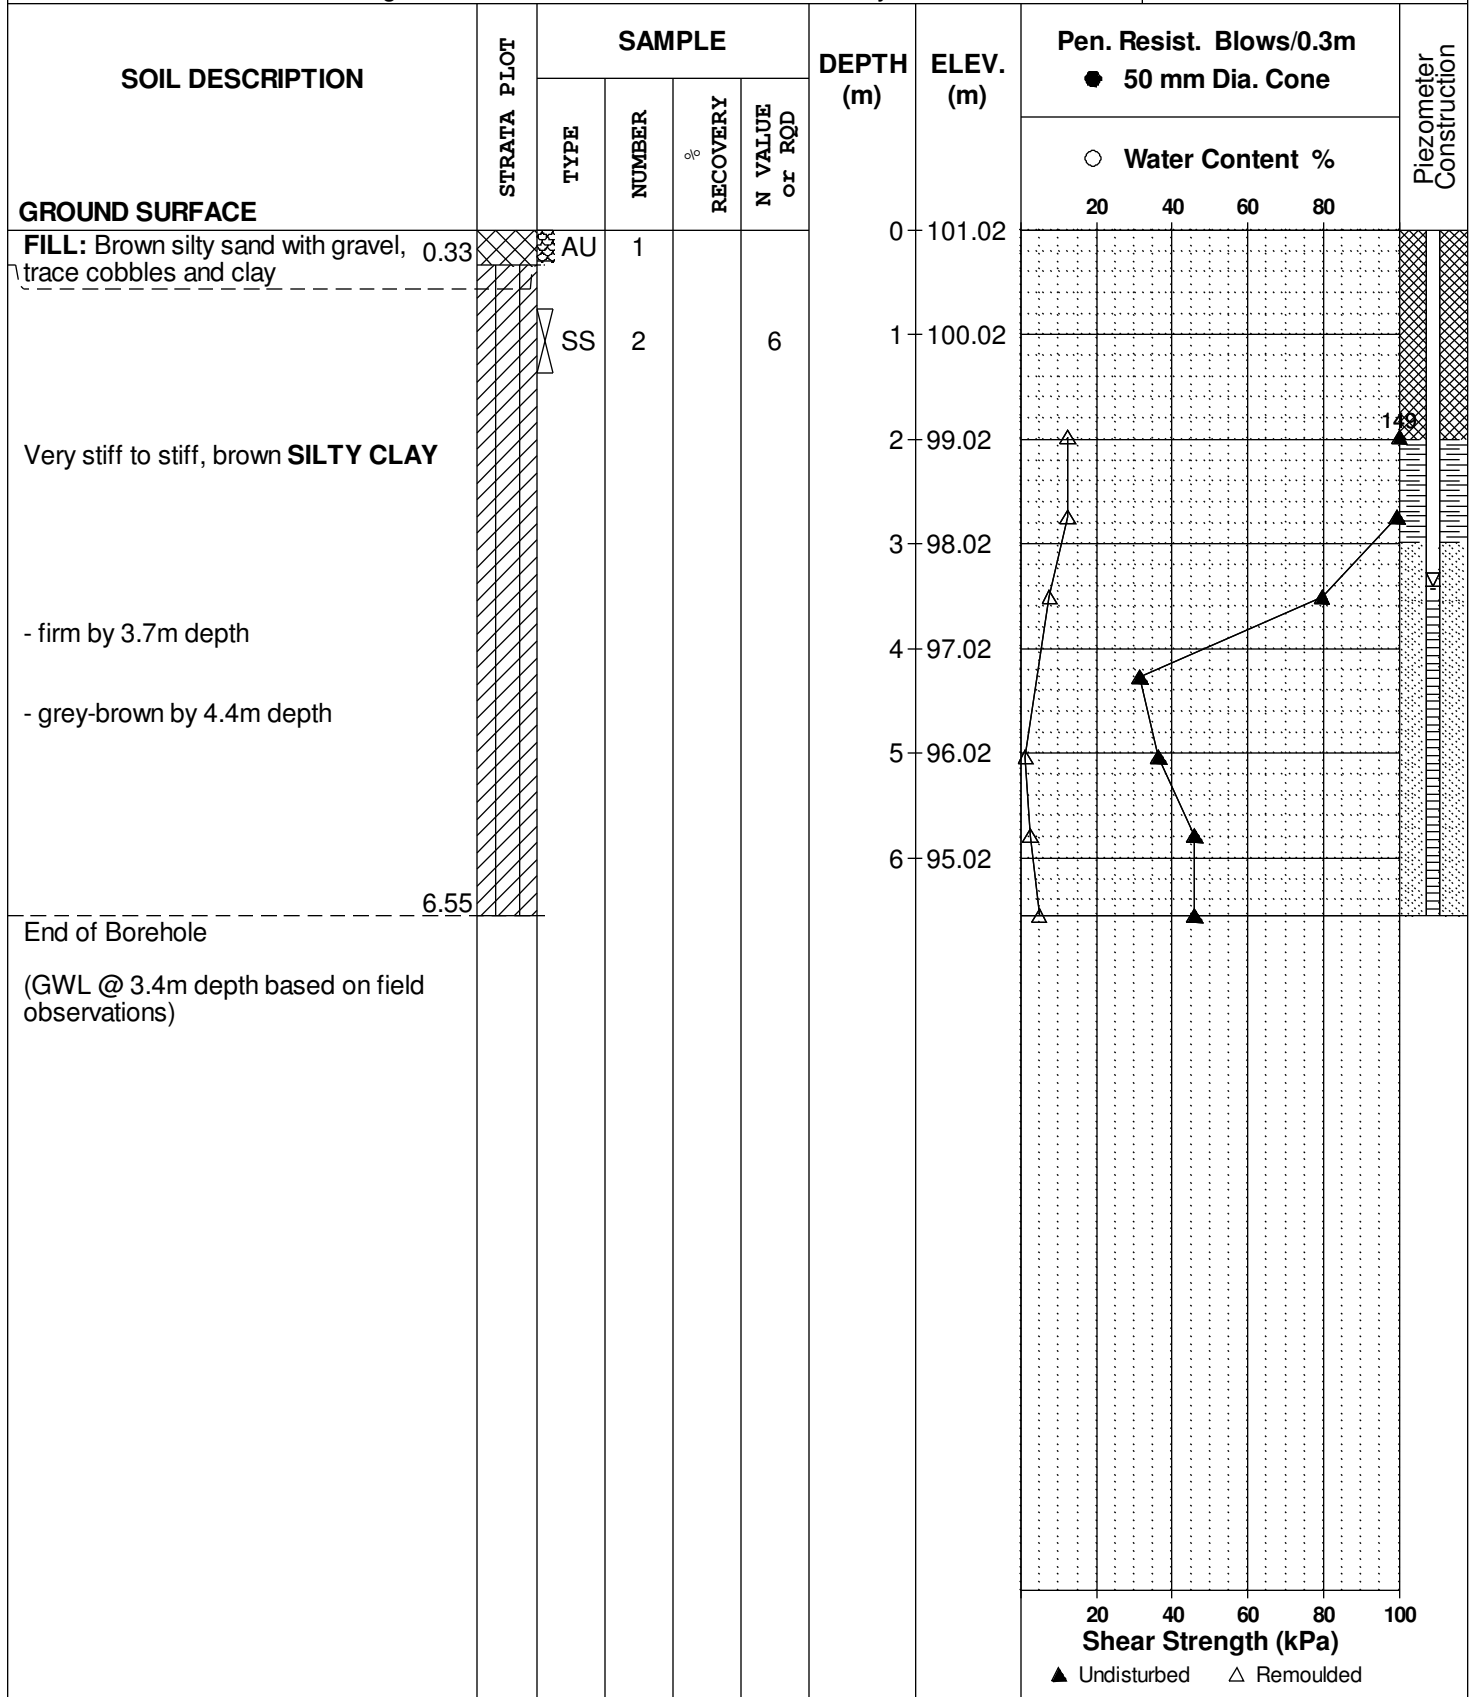 SOIL DESCRIPTION
GROUND SURFACE
STRATA PLOT
SAMPLE
TYPE
NUMBER
%
RECOVERY
N VALUE
or RQD
DEPTH
(m)
ELEV.
(m)
Pen. Resist. Blows/0.3m
● 50 mm Dia. Cone
○ Water Content %
20 40 60 80
Piezometer
Construction
FILL: Brown silty sand with gravel,
trace cobbles and clay
0.33
AU 1
0 101.02
SS 2 6
1 100.02
149
2 99.02
Very stiff to stiff, brown SILTY CLAY
3 98.02
- firm by 3.7m depth
4 97.02
- grey-brown by 4.4m depth
5 96.02
6 95.02
6.55
End of Borehole
(GWL @ 3.4m depth based on field
observations)
20 40 60 80 100
Shear Strength (kPa)
▲ Undisturbed △ Remoulded